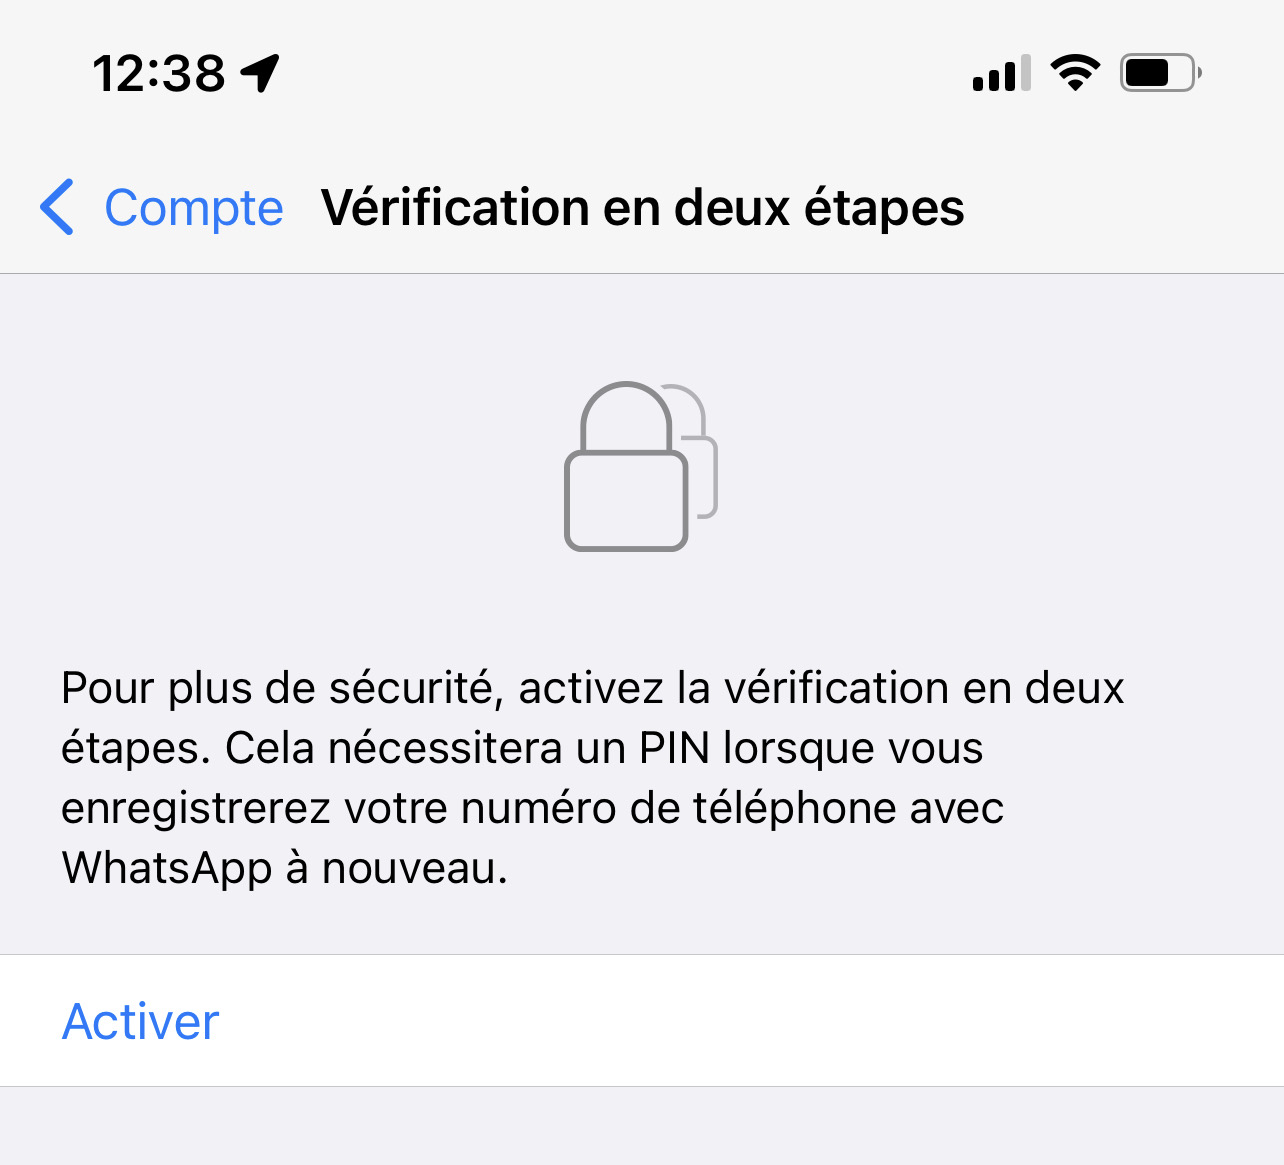 12:38
Compte Vérification en deux étapes
Pour plus de sécurité, activez la vérification en deux
étapes. Cela nécessitera un PIN lorsque vous
enregistrerez votre numéro de téléphone avec
WhatsApp à nouveau.
Activer